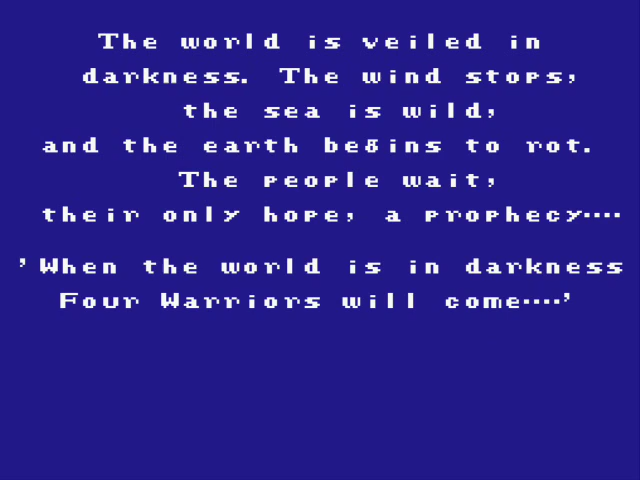 The world is veiled in
darkness. The wind stops,
the sea is wild,
and the earth begins to rot.
The people wait,
their only hope, a prophecy....
'When the world is in darkness
Four Warriors will come....'